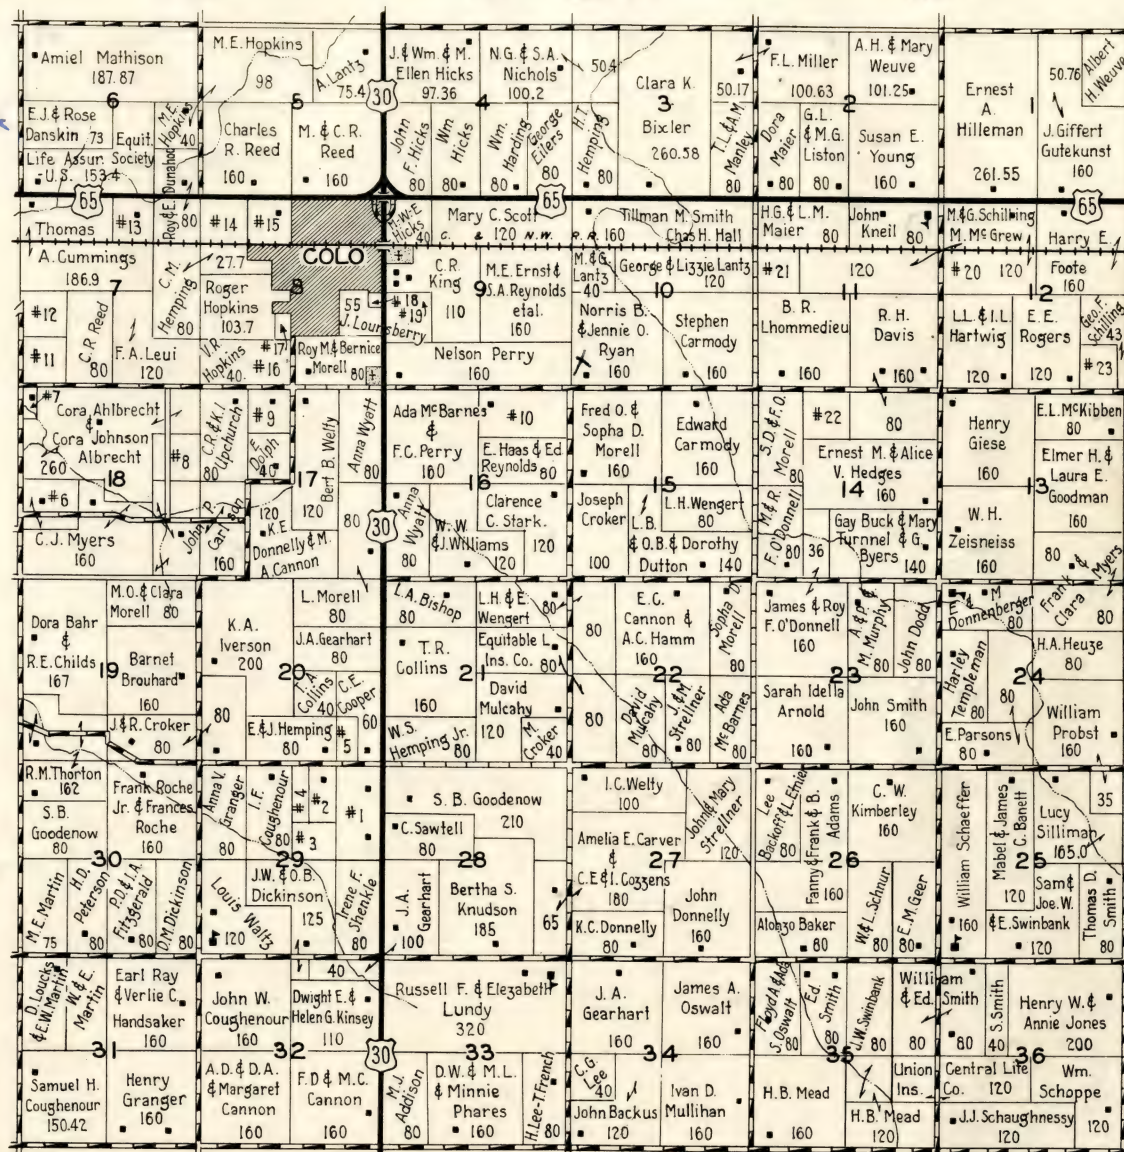 Amiel Mathison
187.87
6
E.J. & Rose
Danskin 73
Equit.
Life Assur. Society
-U.S. 153.4
M.E. Hopkins
40
Roy & E. Dunahoo
80
M.E. Hopkins
98
A. Lantz
75.4
5
Charles
R. Reed
160
M. & C.R.
Reed
160
30
J. & Wm. & M.
Ellen Hicks
97.36
N.G. & S.A.
Nichols
100.2
4
John
F. Hicks
80
Wm.
Hicks
80
Wm.
Harding
80
George
Eilers
80
50.4
Clara K.
3
Bixler
260.58
50.17
H.T.
Hemping
80
T.L. & A.M.
Manley
80
F.L. Miller
100.63
A.H. & Mary
Weuve
101.25
2
Dora
Maier
80
G.L.
& M.G.
Liston
80
Susan E.
Young
160
Ernest
A.
Hilleman
261.55
1
50.76
Albert
H. Weuve
J. Giffert
Gutekunst
160
65
65
65
Thomas
#13
#14
#15
A. Cummings
186.9
7
#12
#11
C.R. Reed
80
F.A. Leui
120
C.M.
Hemping
80
27.7
Roger
Hopkins
103.7
V.R.
Hopkins
40
#17
#16
COLO
8
55
J. Lounsberry
Roy M. & Bernice
Morell
80
W.E.
Hicks
40
Mary C. Scott
C. & 120 N.W. R.R. 160
C.R.
King
110
#18
#19
9
M.E. Ernst &
S.A. Reynolds
etal.
160
Nelson Perry
160
Tillman M. Smith
Chas H. Hall
M. & G.
Lantz
40
George & Lizzie Lantz
120
10
Norris B.
& Jennie O.
Ryan
160
Stephen
Carmody
160
H.G. & L.M.
Maier
80
John
Kneil
80
#21
120
11
B.R.
Lhommedieu
160
R.H.
Davis
160
M. & G. Schilling
M. McGrew
Harry E.
#20
120
Foote
160
12
L.L. & I.L.
Hartwig
120
E.E.
Rogers
120
Geo. F.
Schilling
43
#23
#7
Cora Ahlbrecht
&
Cora Johnson
Albrecht
260
18
#8
#6
C.J. Myers
160
John P.
Carlson
160
C.R. & K.I.
Upchurch
80
#9
E.
Dolph
40
17
Bert B. Welty
120
Anna Wyatt
80
120
K.E.
Donnelly & M.
A. Cannon
80
30
Ada McBarnes
&
F.C. Perry
160
#10
E. Haas & Ed
Reynolds 80
16
Anna
Wyatt
80
W.W.
& J. Williams
120
Clarence
C. Stark.
120
Fred O. &
Sopha D.
Morell
160
Edward
Carmody
160
15
Joseph
Croker
100
L.B.
& O.B. & Dorothy
Dutton 140
L.H. Wengert
80
S.D. & F.O.
Morell
80
#22
80
Ernest M. & Alice
V. Hedges
160
14
M. & R.
F. O'Donnell
80
36
Gay Buck & Mary
Turnnel & G.
Byers
140
Henry
Giese
160
E.L. McKibben
80
Elmer H. &
Laura E.
Goodman
160
13
W.H.
Zeisneiss
160
80
Frank &
Clara
Myers
80
Dora Bahr
&
R.E. Childs
167
M.O. & Clara
Morell 80
Barnet
Brouhard
160
19
J. & R. Croker
80
K.A.
Iverson
200
L. Morell
80
J.A. Gearhart
80
20
T.A.
Collins
40
C.E.
Cooper
60
80
E. & J. Hemping
80
#5
L.A. Bishop
80
L.H. & E.
Wengert
80
T.R.
Collins
160
Equitable L.
Ins. Co.
80
21
David
Mulcahy
120
W.S.
Hemping Jr.
80
M.
Croker
40
80
E.C.
Cannon &
A.C. Hamm
160
Sopha D.
Morell
80
22
80
David
Mulcahy
80
J. & M.
Strellner
80
Ada
McBarnes
80
James & Roy
F. O'Donnell
160
A. & P. &
M. Murphy
80
John Dodd
80
23
Sarah Idella
Arnold
160
John Smith
160
E. & M
Donnenberger
80
Harley
Templeman
80
80
H.A. Heuze
80
24
E. Parsons
80
William
Probst
160
R.M. Thorton
162
S.B.
Goodenow
80
Frank Roche
Jr. & Frances
Roche
160
30
M.E. Martin
75
H.D.
Peterson
80
P.D. & I.A.
Fitzgerald
80
D.M. Dickinson
80
Anna V.
Granger
80
I.F.
Coughenour
80
#4
#2
#3
#1
29
Louis Waltz
120
J.W. & O.B.
Dickinson
125
Irene F.
Shenkle
80
S.B. Goodenow
210
C. Sawtell
80
28
J.A.
Gearhart
100
Bertha S.
Knudson
185
65
I.C. Welty
100
John & Mary
Strellner
120
Amelia E. Carver
&
C.E. & I. Cozzens
180
27
K.C. Donnelly
80
John
Donnelly
160
Lee
Backoff & L. Emier
80
Fanny & Frank & B.
Adams
160
C.W.
Kimberley
160
26
Alonzo Baker
80
W. & L. Schnur
80
E.M. Geer
80
William Schaeffer
160
Mabel & James
C. Banett
120
35
Lucy
Silliman
165.0
25
Sam &
Joe. W.
& E. Swinbank
120
Thomas D.
Smith
80
D. Loucks
& E.W. Martin
W. & E.
Martin
Earl Ray
& Verlie C.
Handsaker
160
31
Samuel H.
Coughenour
150.42
Henry
Granger
160
John W.
Coughenour
160
40
Dwight E. &
Helen G. Kinsey
110
32
A.D. & D.A.
& Margaret
Cannon
160
F.D & M.C.
Cannon
160
30
Russell F. & Elezabeth
Lundy
320
33
M.J.
Addison
80
D.W. & M.L.
& Minnie
Phares
160
H. Lee-T. French
80
J.A.
Gearhart
160
James A.
Oswalt
160
34
C.G.
Lee
40
John Backus
120
Ivan D.
Mullihan
160
Floyd A & Ada
S. Oswalt
80
Ed.
Smith
80
J.W. Swinbank
80
William
& Ed. Smith
80
35
H.B. Mead
160
Union
Ins.
H.B. Mead
120
S. Smith
40
Henry W. &
Annie Jones
200
36
Central Life
Co. 120
Wm.
Schoppe
120
J.J. Schaughnessy
120